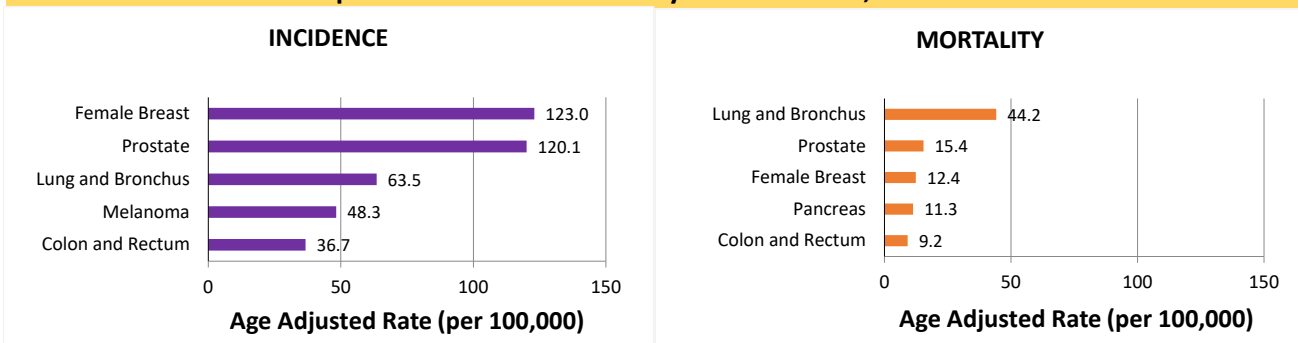 INCIDENCE
Female Breast 123.0
Prostate 120.1
Lung and Bronchus 63.5
Melanoma 48.3
Colon and Rectum 36.7
0 50 100 150
Age Adjusted Rate (per 100,000)
MORTALITY
Lung and Bronchus 44.2
Prostate 15.4
Female Breast 12.4
Pancreas 11.3
Colon and Rectum 9.2
0 50 100 150
Age Adjusted Rate (per 100,000)